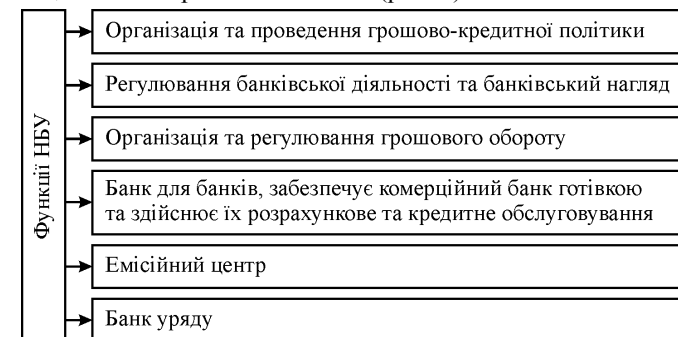 Функції НБУ
Організація та проведення грошово-кредитної політики
Регулювання банківської діяльності та банківський нагляд
Організація та регулювання грошового обороту
Банк для банків, забезпечує комерційний банк готівкою
та здійснює їх розрахункове та кредитне обслуговування
Емісійний центр
Банк уряду